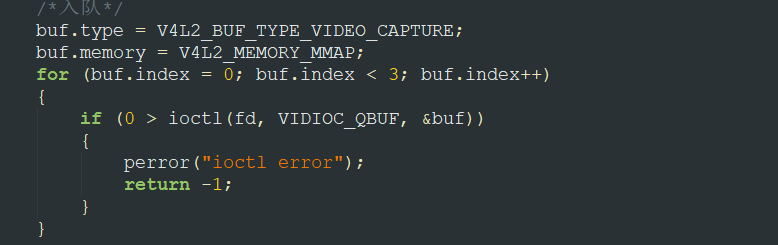 /*入队*/
buf.type = V4L2_BUF_TYPE_VIDEO_CAPTURE;
buf.memory = V4L2_MEMORY_MMAP;
for (buf.index = 0; buf.index < 3; buf.index++)
{
if (0 > ioctl(fd, VIDIOC_QBUF, &buf))
{
perror("ioctl error");
return -1;
}
}